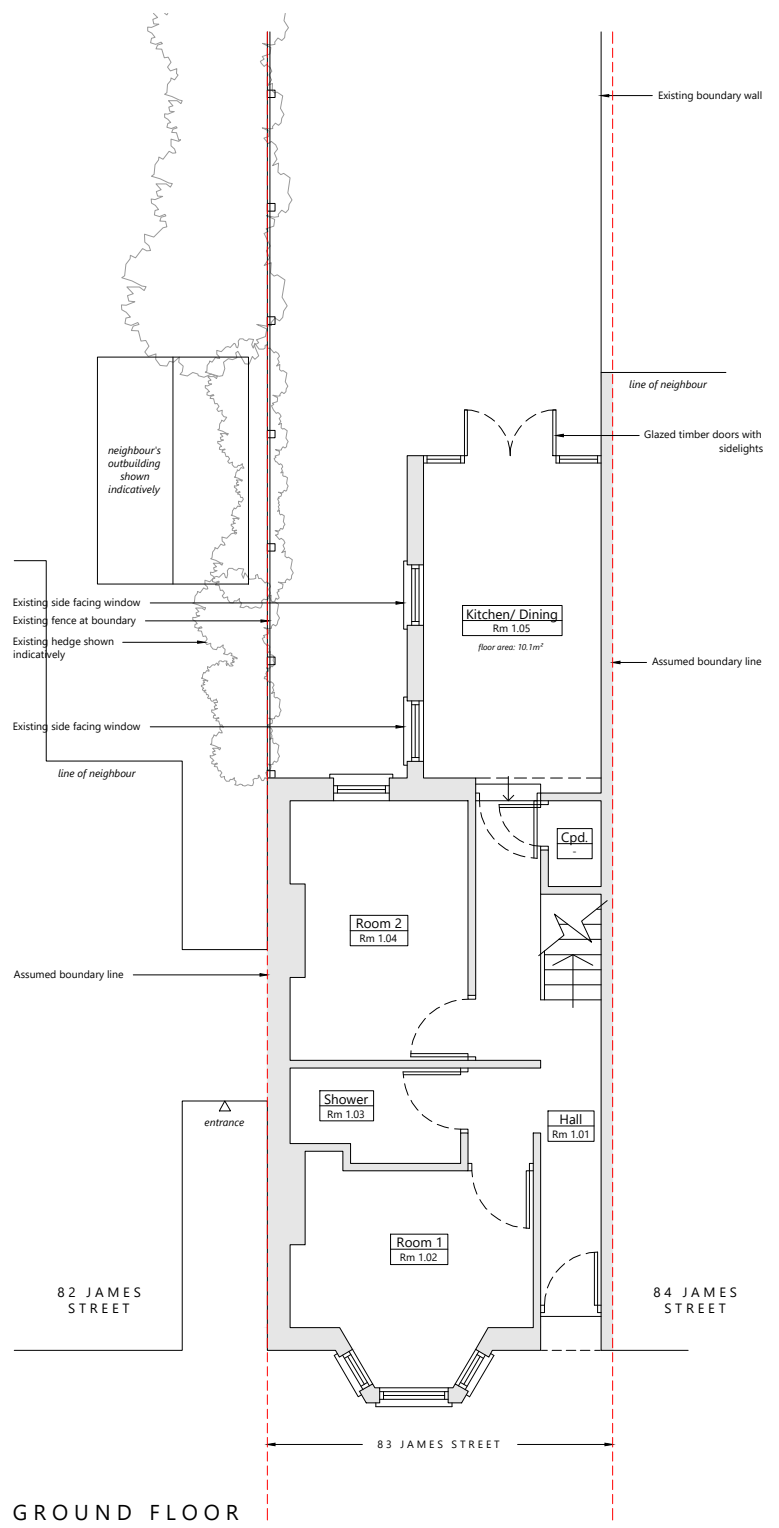 Existing boundary wall
line of neighbour
Glazed timber doors with
sidelights
neighbour's
outbuilding
shown
indicatively
Existing side facing window
Existing fence at boundary
Existing hedge shown
indicatively
Kitchen/ Dining
Rm 1.05
floor area: 10.1m²
Assumed boundary line
Existing side facing window
line of neighbour
Cpd.
-
Room 2
Rm 1.04
Assumed boundary line
Shower
Rm 1.03
entrance
Hall
Rm 1.01
Room 1
Rm 1.02
82 JAMES
STREET
84 JAMES
STREET
83 JAMES STREET
GROUND FLOOR